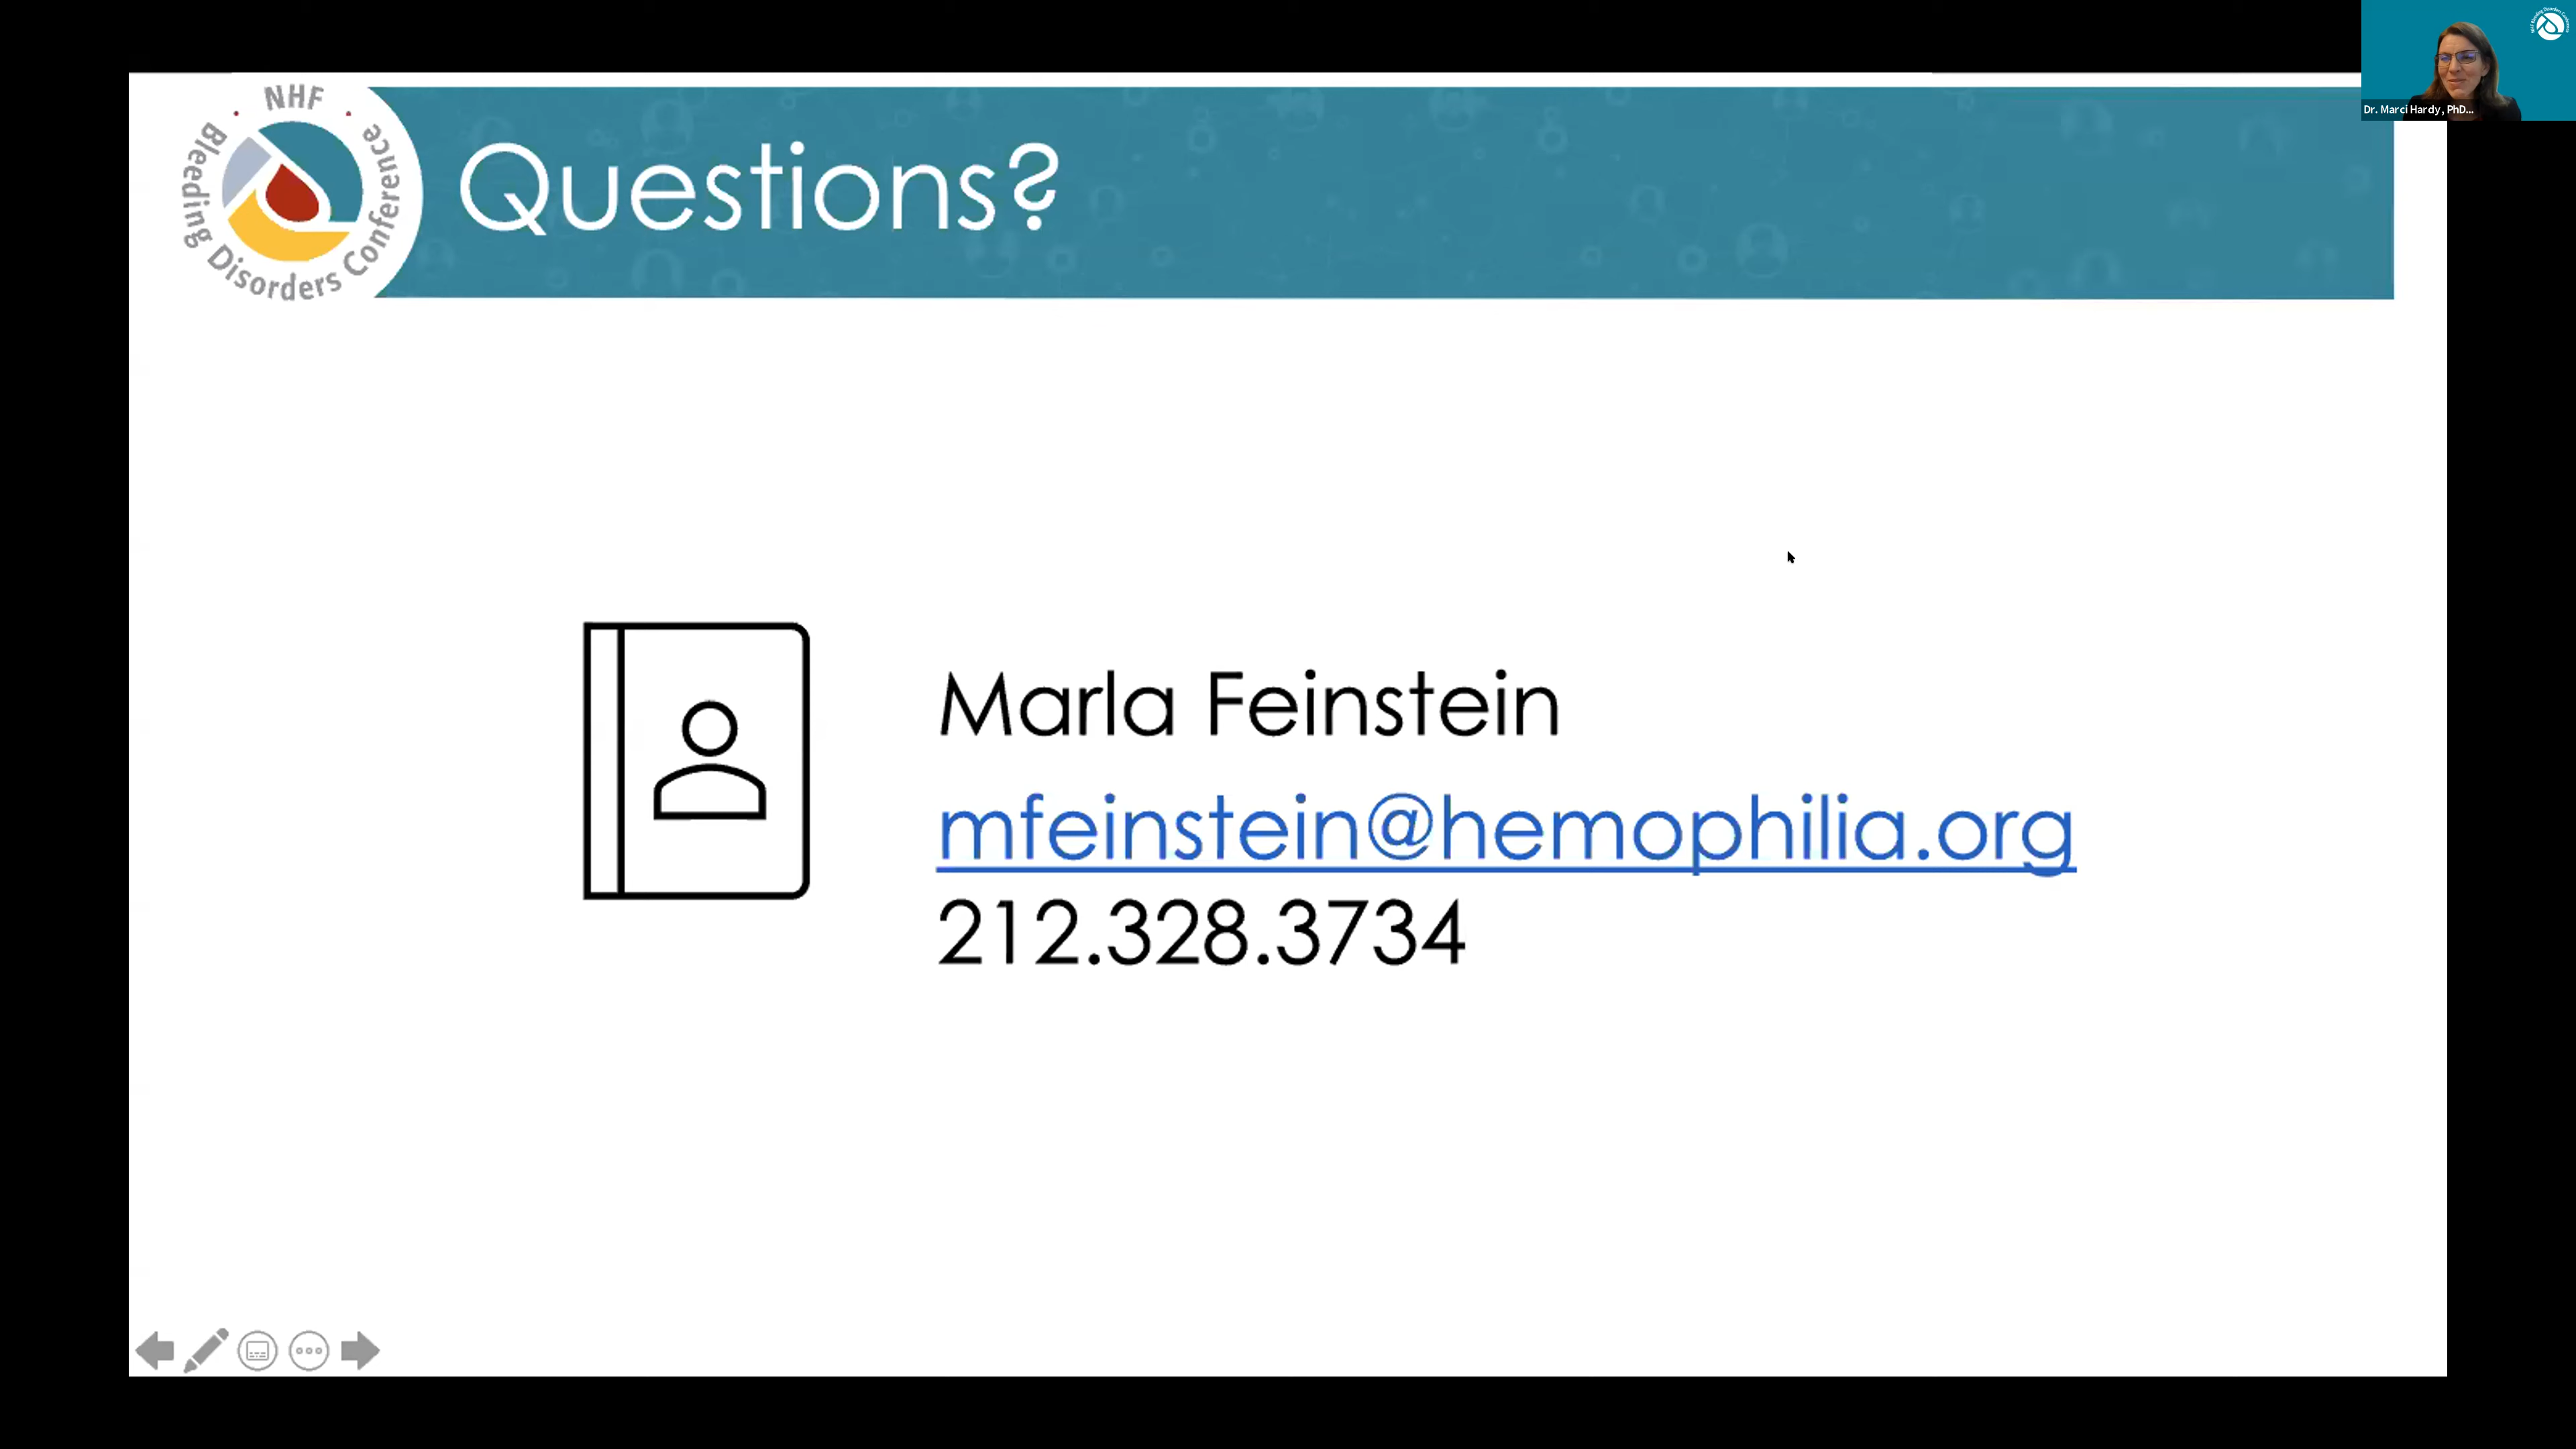 NHF
Bleeding Disorders Conference
Questions?
Dr. Marci Hardy, PhD...
Marla Feinstein
mfeinstein@hemophilia.org
212.328.3734